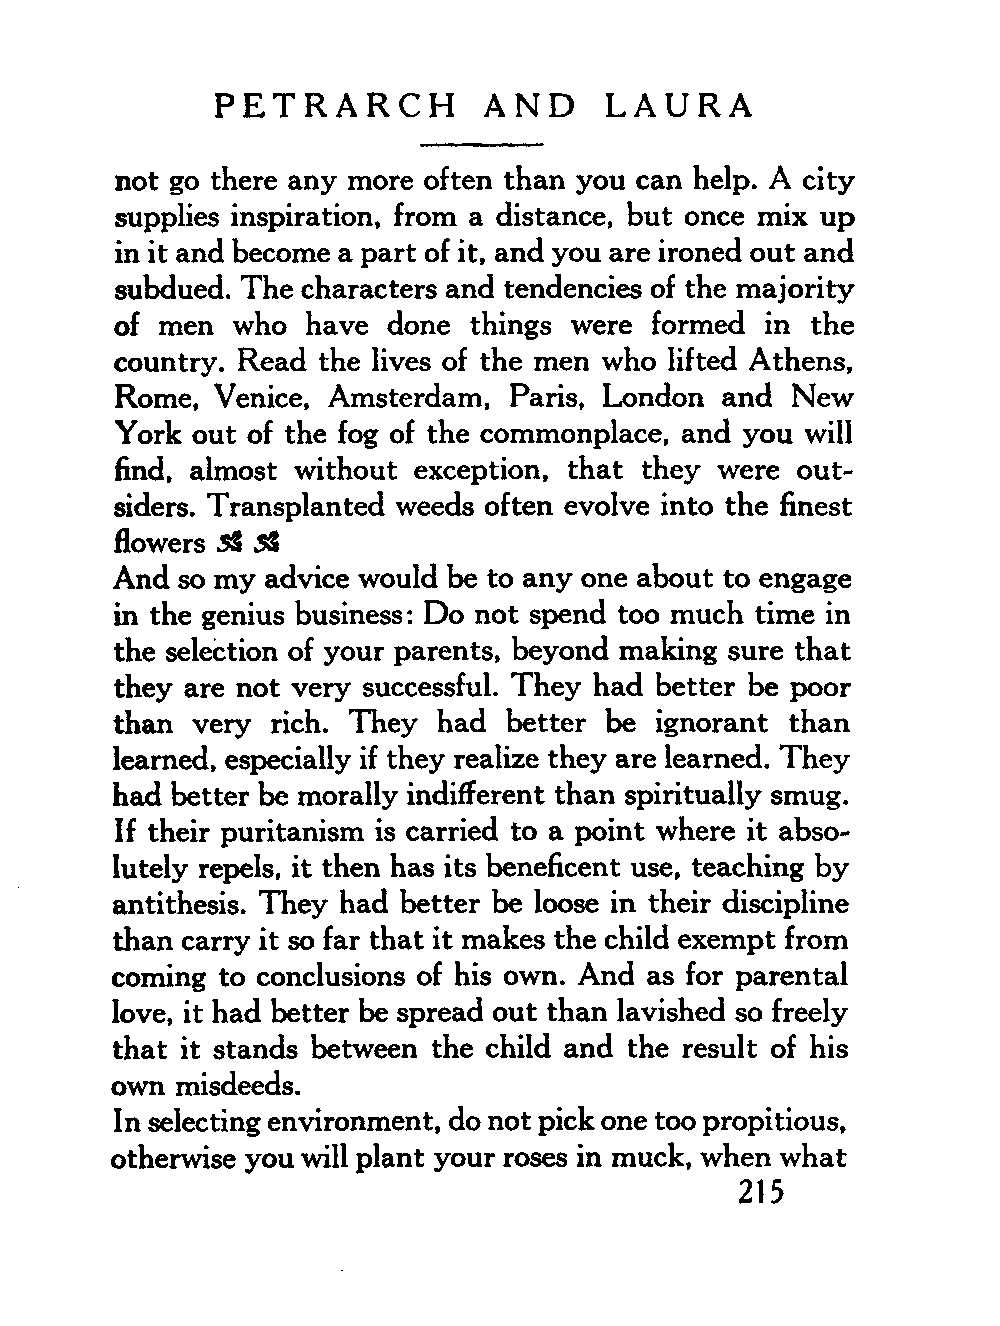 PETRARCH AND LAURA
not go there any more often than you can help. A city
supplies inspiration, from a distance, but once mix up
in it and become a part of it, and you are ironed out and
subdued. The characters and tendencies of the majority
of men who have done things were formed in the
country. Read the lives of the men who lifted Athens,
Rome, Venice, Amsterdam, Paris, London and New
York out of the fog of the commonplace, and you will
find, almost without exception, that they were out-
siders. Transplanted weeds often evolve into the finest
flowers
And so my advice would be to any one about to engage
in the genius business: Do not spend too much time in
the selection of your parents, beyond making sure that
they are not very successful. They had better be poor
than very rich. They had better be ignorant than
learned, especially if they realize they are learned. They
had better be morally indifferent than spiritually smug.
If their puritanism is carried to a point where it abso-
lutely repels, it then has its beneficent use, teaching by
antithesis. They had better be loose in their discipline
than carry it so far that it makes the child exempt from
coming to conclusions of his own. And as for parental
love, it had better be spread out than lavished so freely
that it stands between the child and the result of his
own misdeeds.
In selecting environment, do not pick one too propitious,
otherwise you will plant your roses in muck, when what
215